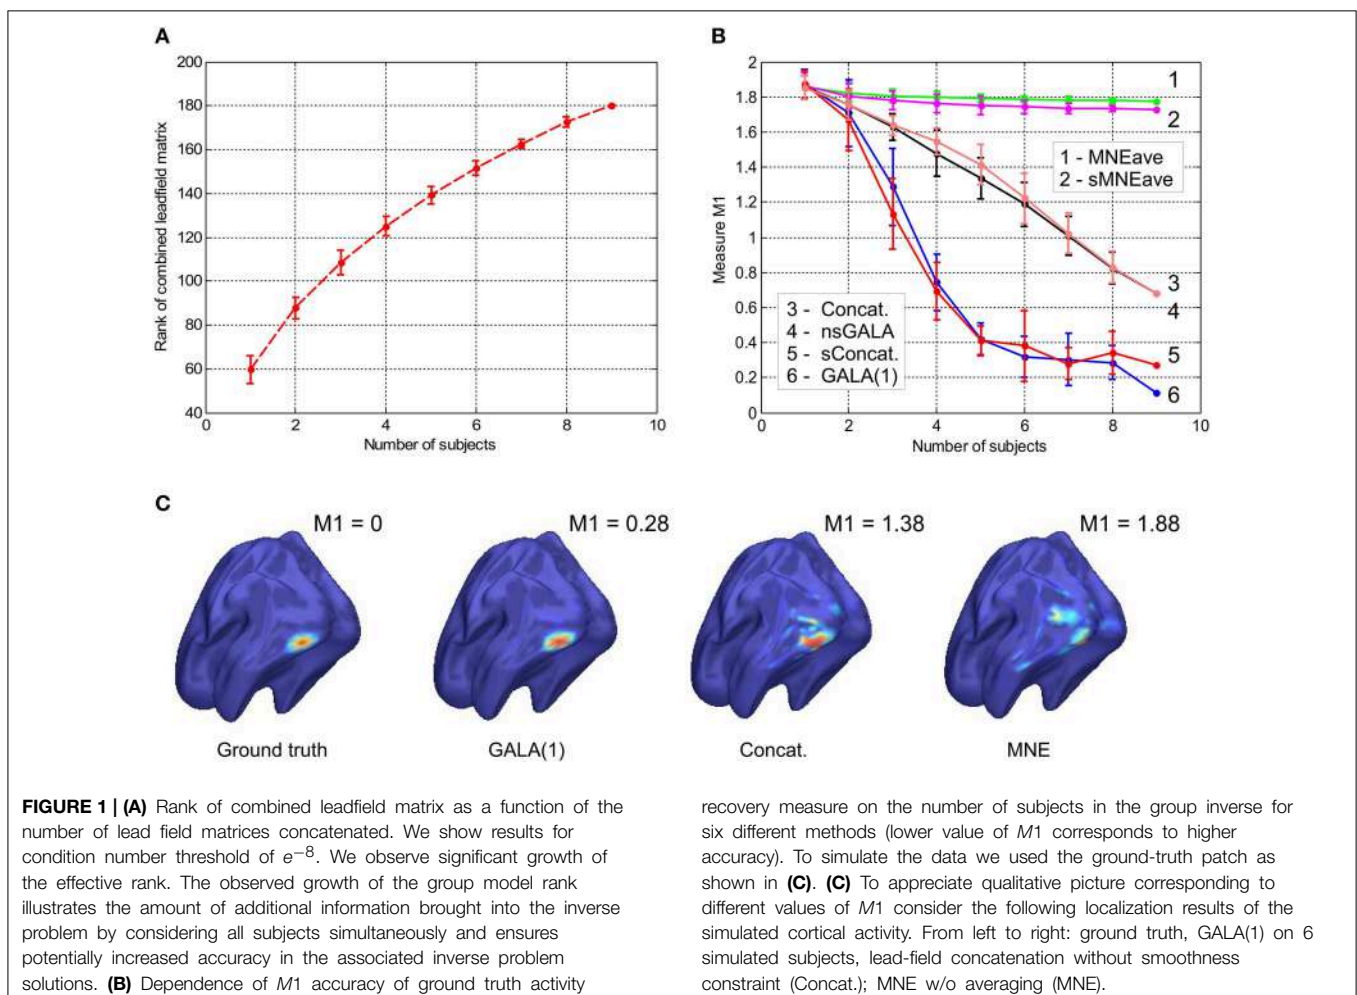 A
200
180
160
140
120
100
80
60
40
0
2
4
6
8
10
Rank of combined leadfield matrix
Number of subjects
B
2
1.8
1.6
1.4
1.2
1
0.8
0.6
0.4
0.2
0
0
2
4
6
8
10
Measure M1
Number of subjects
1
2
1 - MNEave
2 - sMNEave
3
4
3 - Concat.
4 - nsGALA
5 - sConcat.
6 - GALA(1)
5
6
C
M1 = 0
M1 = 0.28
M1 = 1.38
M1 = 1.88
Ground truth
GALA(1)
Concat.
MNE
FIGURE 1 | (A) Rank of combined leadfield matrix as a function of the
number of lead field matrices concatenated. We show results for
condition number threshold of e⁻⁸. We observe significant growth of
the effective rank. The observed growth of the group model rank
illustrates the amount of additional information brought into the inverse
problem by considering all subjects simultaneously and ensures
potentially increased accuracy in the associated inverse problem
solutions. (B) Dependence of M1 accuracy of ground truth activity
recovery measure on the number of subjects in the group inverse for
six different methods (lower value of M1 corresponds to higher
accuracy). To simulate the data we used the ground-truth patch as
shown in (C). (C) To appreciate qualitative picture corresponding to
different values of M1 consider the following localization results of the
simulated cortical activity. From left to right: ground truth, GALA(1) on 6
simulated subjects, lead-field concatenation without smoothness
constraint (Concat.); MNE w/o averaging (MNE).